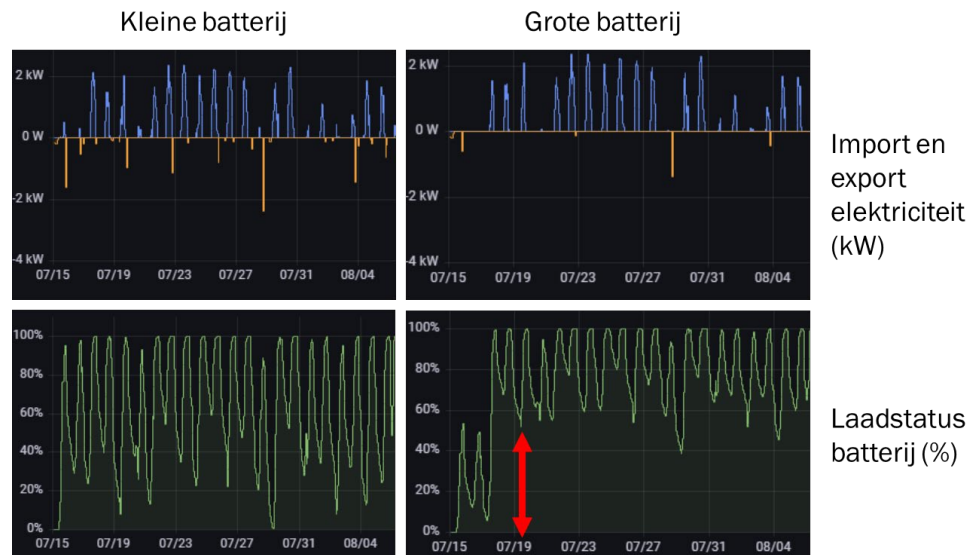 Kleine batterij
Grote batterij
2 kW
0 W
-2 kW
-4 kW
07/15 07/19 07/23 07/27 07/31 08/04
2 kW
0 W
-2 kW
-4 kW
07/15 07/19 07/23 07/27 07/31 08/04
Import en
export
elektriciteit
(kW)
100%
80%
60%
40%
20%
0%
07/15 07/19 07/23 07/27 07/31 08/04
100%
80%
60%
40%
20%
0%
07/15 07/19 07/23 07/27 07/31 08/04
Laadstatus
batterij (%)